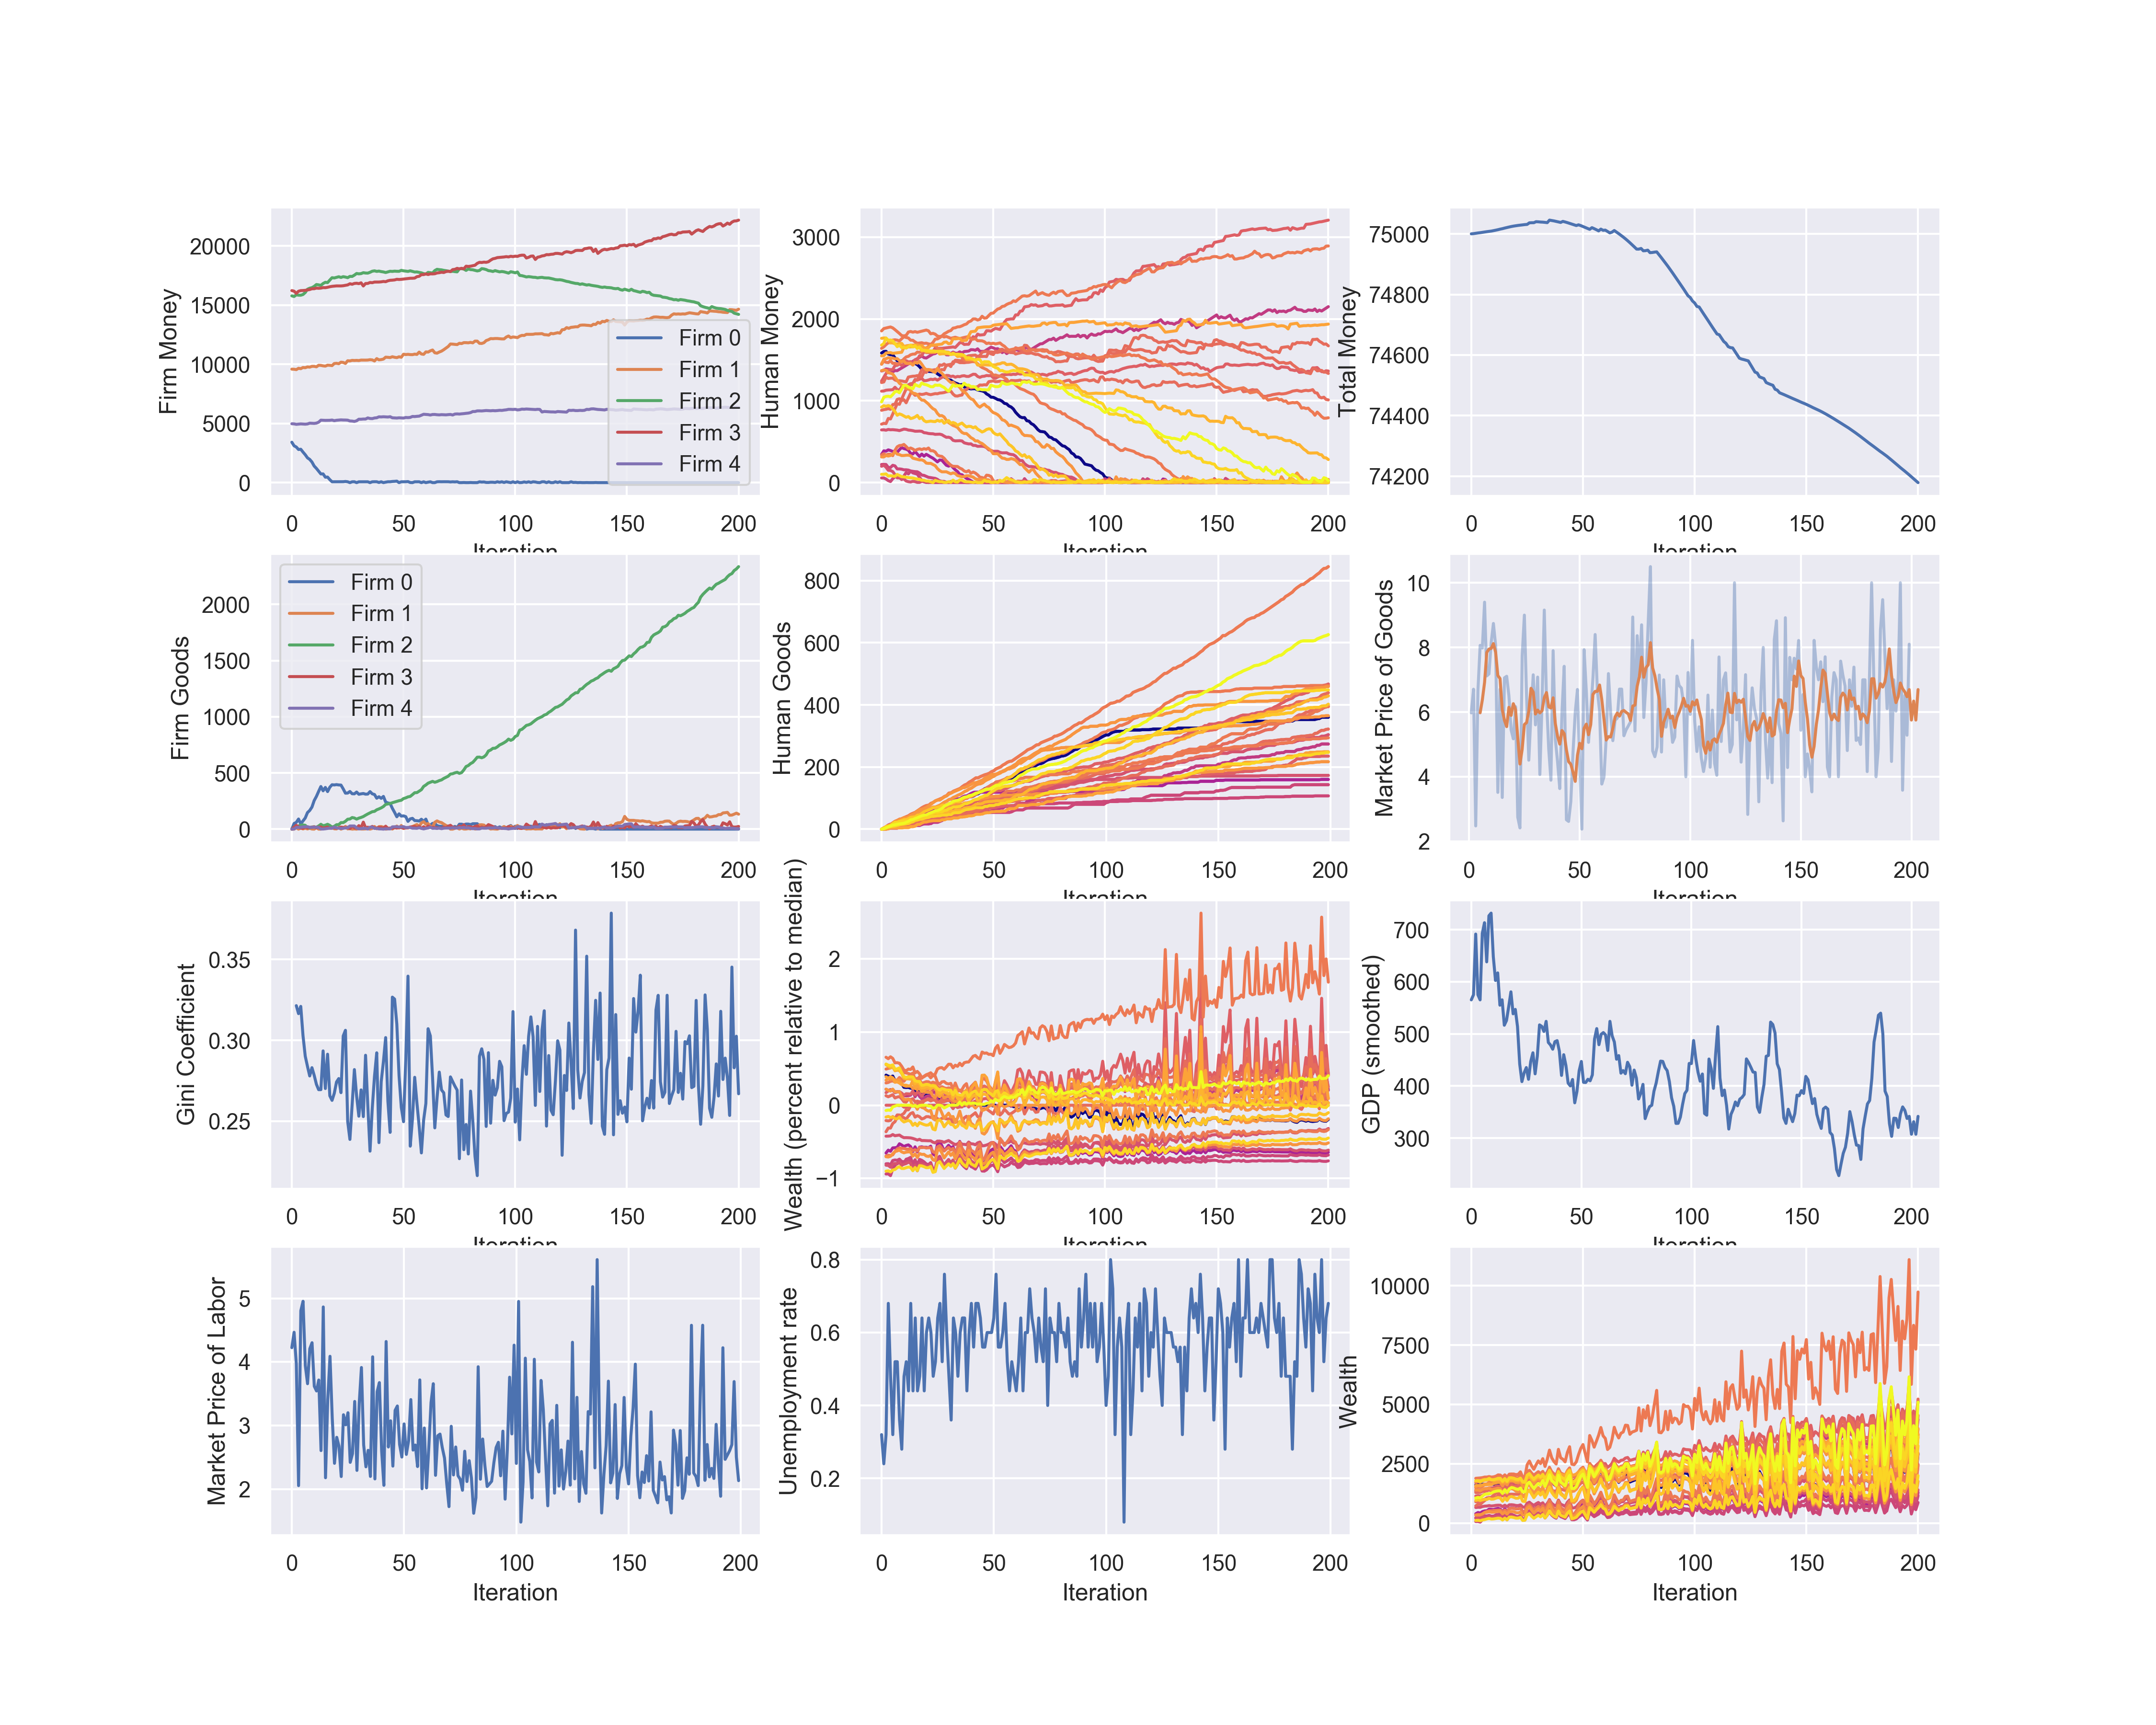 Firm Money
20000
15000
10000
5000
0
Firm 0
Firm 1
Firm 2
Firm 3
Firm 4
0 50 100 150 200
Iteration
Human Money
3000
2000
1000
0
0 50 100 150 200
Iteration
Total Money
75000
74800
74600
74400
74200
0 50 100 150 200
Iteration
Firm Goods
2000
1500
1000
500
0
Firm 0
Firm 1
Firm 2
Firm 3
Firm 4
0 50 100 150 200
Iteration
Human Goods
800
600
400
200
0
0 50 100 150 200
Iteration
Market Price of Goods
10
8
6
4
2
0 50 100 150 200
Iteration
Gini Coefficient
0.35
0.30
0.25
0 50 100 150 200
Iteration
Wealth (percent relative to median)
2
1
0
−1
0 50 100 150 200
Iteration
GDP (smoothed)
700
600
500
400
300
0 50 100 150 200
Iteration
Market Price of Labor
5
4
3
2
0 50 100 150 200
Iteration
Unemployment rate
0.8
0.6
0.4
0.2
0 50 100 150 200
Iteration
Wealth
10000
7500
5000
2500
0
0 50 100 150 200
Iteration